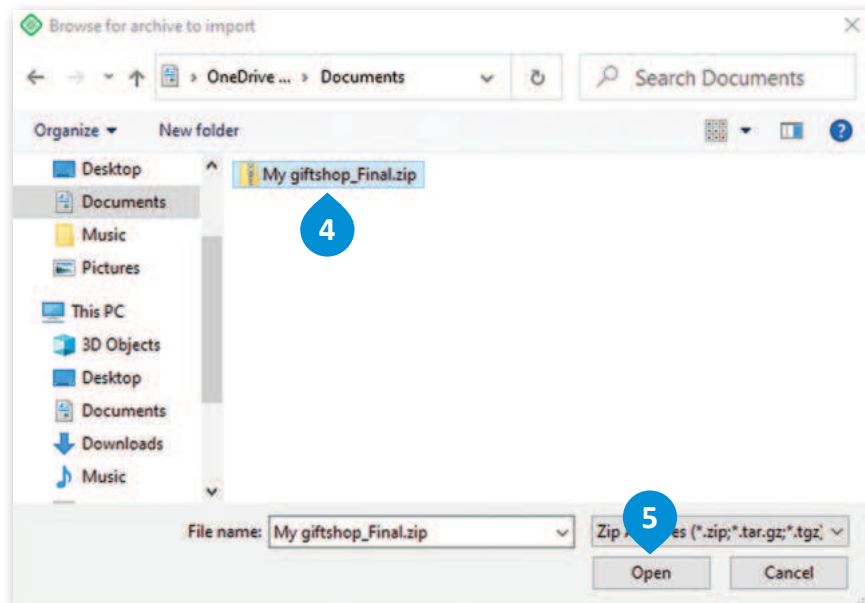 Browse for archive to import
OneDrive ... › Documents
Search Documents
Organize
New folder
Desktop
Documents
Music
Pictures
This PC
3D Objects
Desktop
Documents
Downloads
Music
My giftshop_Final.zip
4
File name: My giftshop_Final.zip
5
Zip (*.zip;*.tar.gz;*.tgz)
Open
Cancel